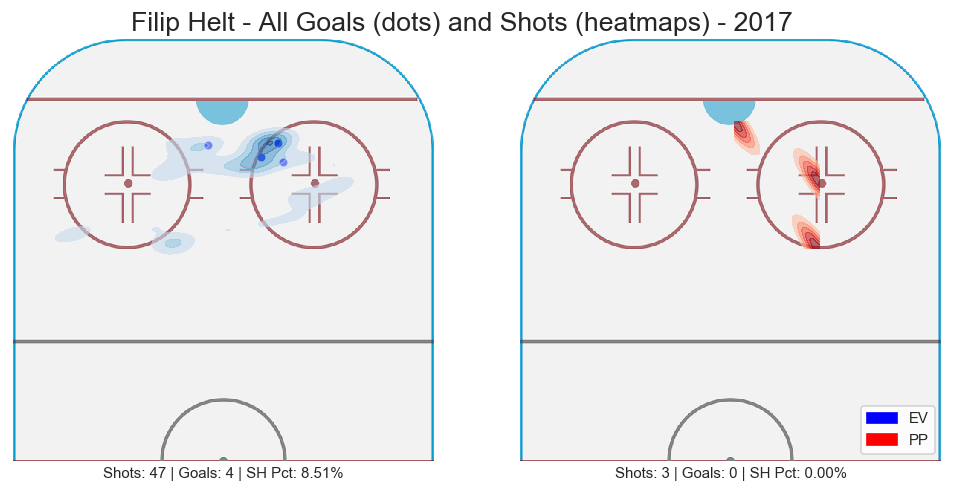 Filip Helt - All Goals (dots) and Shots (heatmaps) - 2017
EV
PP
Shots: 47 | Goals: 4 | SH Pct: 8.51%
Shots: 3 | Goals: 0 | SH Pct: 0.00%